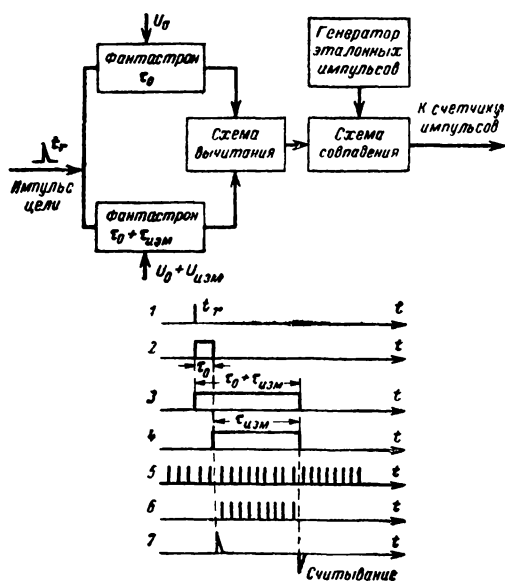 U₀
Фантастрон
τ₀
Генератор
эталонных
импульсов
К счетчику
импульсов
Схема
вычитания
Схема
совпадения
tᵣ
Импульс
цели
Фантастрон
τ₀ + τизм
U₀ + Uизм
1 tᵣ t
2 t
τ₀
τ₀ + τизм
3 t
τизм
4 t
5 t
6 t
7 t
Считывание